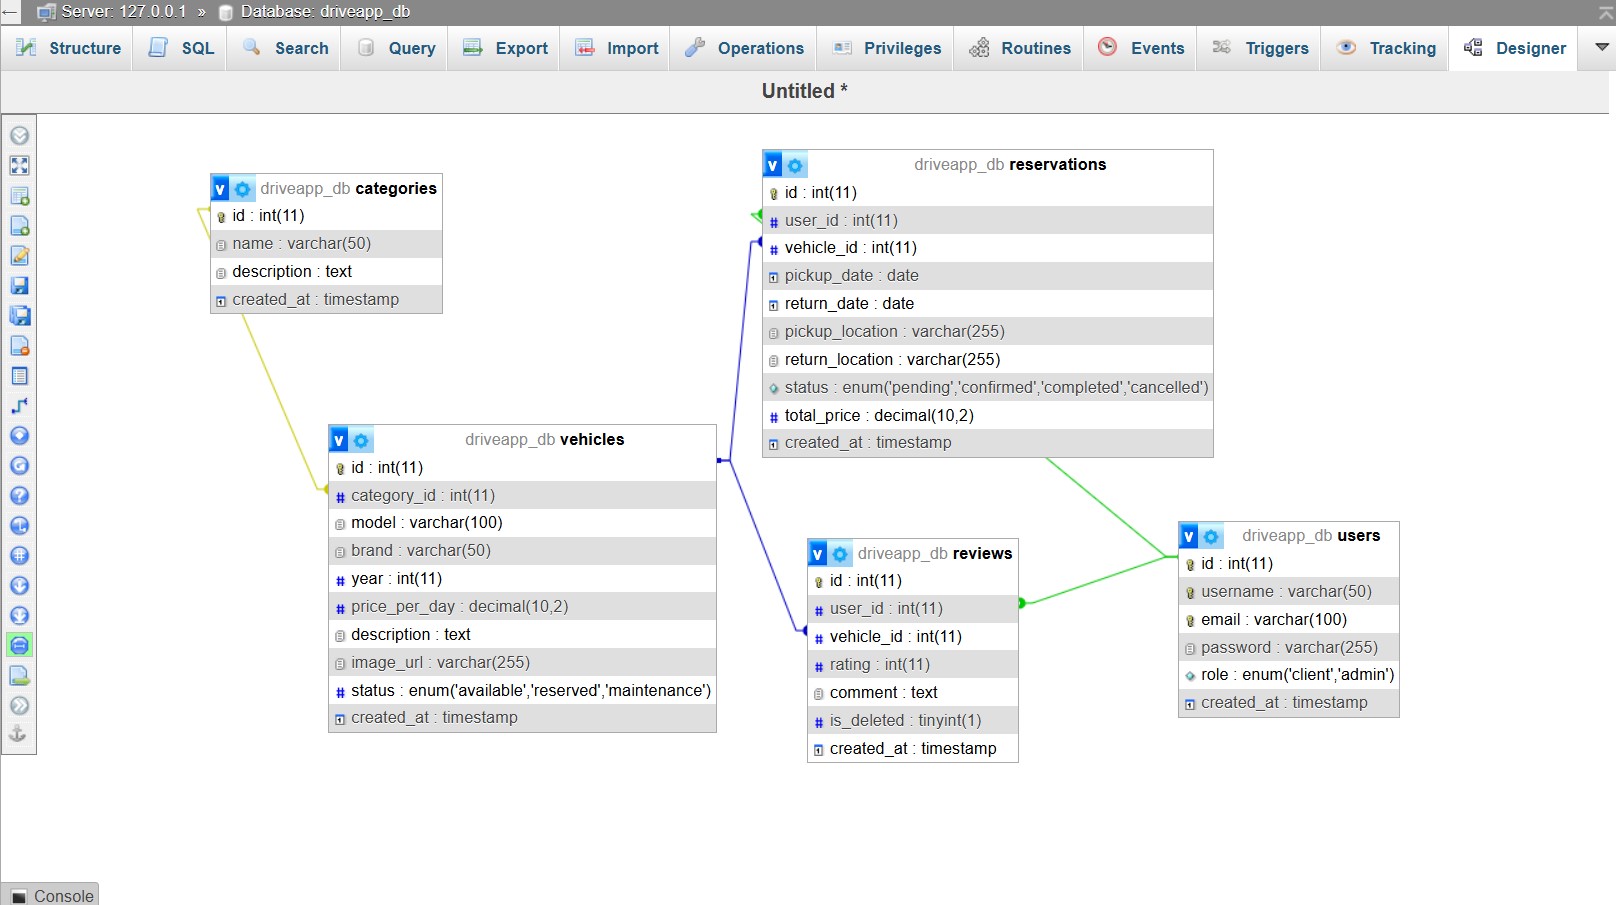 ← Server: 127.0.0.1 » Database: driveapp_db
Structure SQL Search Query Export Import Operations Privileges Routines Events Triggers Tracking Designer
Untitled *
v driveapp_db categories
id : int(11)
name : varchar(50)
description : text
created_at : timestamp
v driveapp_db reservations
id : int(11)
# user_id : int(11)
# vehicle_id : int(11)
pickup_date : date
return_date : date
pickup_location : varchar(255)
return_location : varchar(255)
status : enum('pending','confirmed','completed','cancelled')
# total_price : decimal(10,2)
created_at : timestamp
v driveapp_db vehicles
id : int(11)
# category_id : int(11)
model : varchar(100)
brand : varchar(50)
# year : int(11)
# price_per_day : decimal(10,2)
description : text
image_url : varchar(255)
# status : enum('available','reserved','maintenance')
created_at : timestamp
v driveapp_db reviews
id : int(11)
# user_id : int(11)
# vehicle_id : int(11)
# rating : int(11)
comment : text
# is_deleted : tinyint(1)
created_at : timestamp
v driveapp_db users
id : int(11)
username : varchar(50)
email : varchar(100)
password : varchar(255)
role : enum('client','admin')
created_at : timestamp
Console